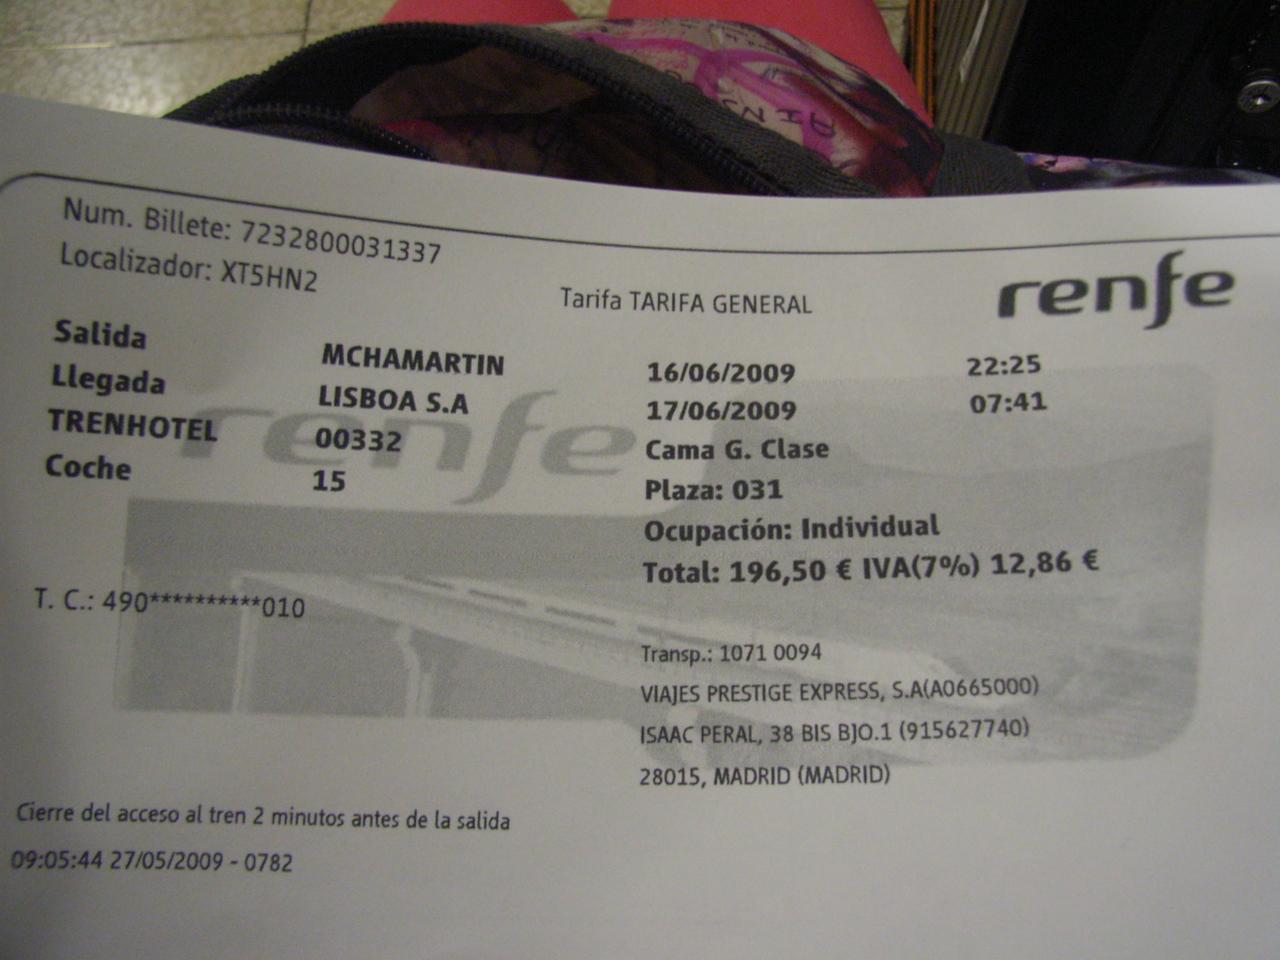 Num. Billete: 7232800031337
Localizador: XT5HN2
Tarifa TARIFA GENERAL
renfe
Salida MCHAMARTIN 16/06/2009 22:25
Llegada LISBOA S.A 17/06/2009 07:41
TRENHOTEL 00332 Cama G. Clase
Coche 15 Plaza: 031
Ocupación: Individual
Total: 196,50 € IVA(7%) 12,86 €
renfe
T. C.: 490**********010
Transp.: 1071 0094
VIAJES PRESTIGE EXPRESS, S.A(A0665000)
ISAAC PERAL, 38 BIS BJO.1 (915627740)
28015, MADRID (MADRID)
Cierre del acceso al tren 2 minutos antes de la salida
09:05:44 27/05/2009 - 0782